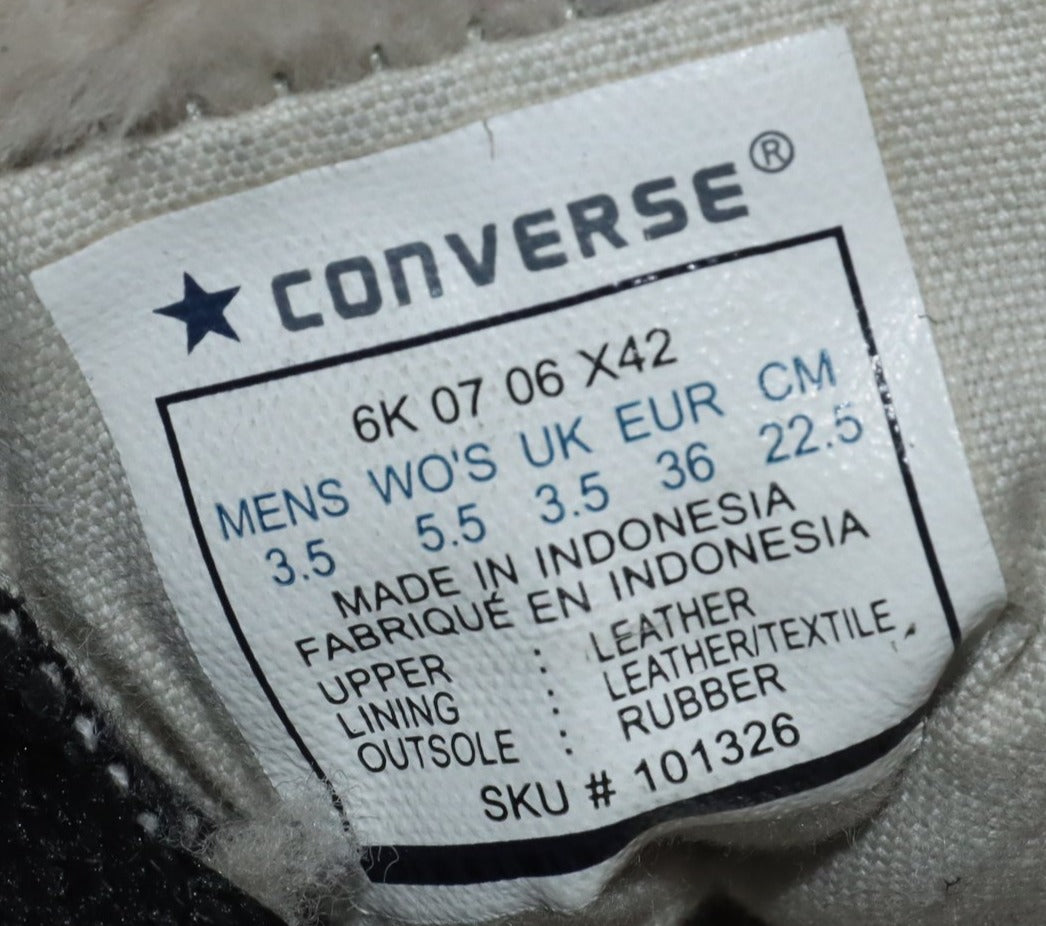 ★ CONVERSE®
6K 07 06 X42
MENS WO'S UK EUR CM
3.5 5.5 3.5 36 22.5
MADE IN INDONESIA
FABRIQUÉ EN INDONESIA
UPPER : LEATHER
LINING : LEATHER/TEXTILE
OUTSOLE : RUBBER
SKU # 101326